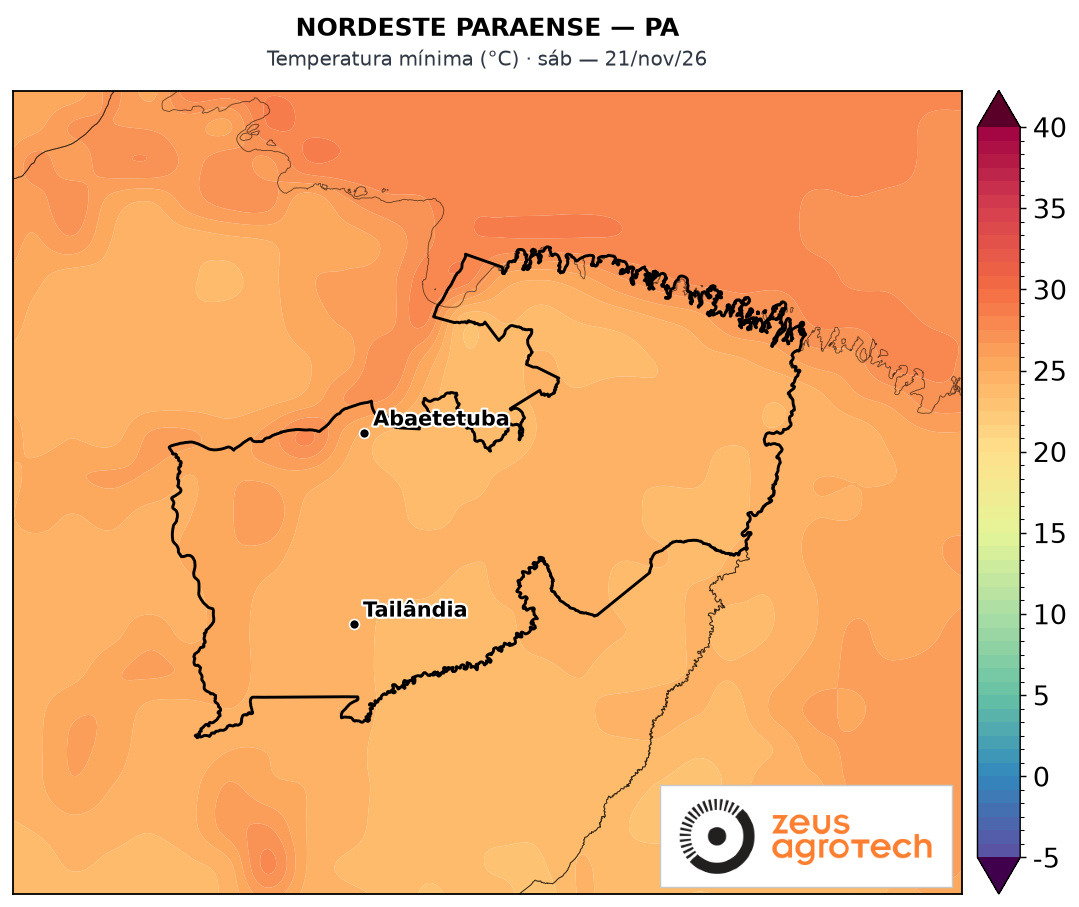 NORDESTE PARAENSE — PA
Temperatura mínima (°C) · sáb — 21/nov/26
40
35
30
25
20
15
10
5
0
-5
Abaetetuba
Tailândia
zeus
agrotech